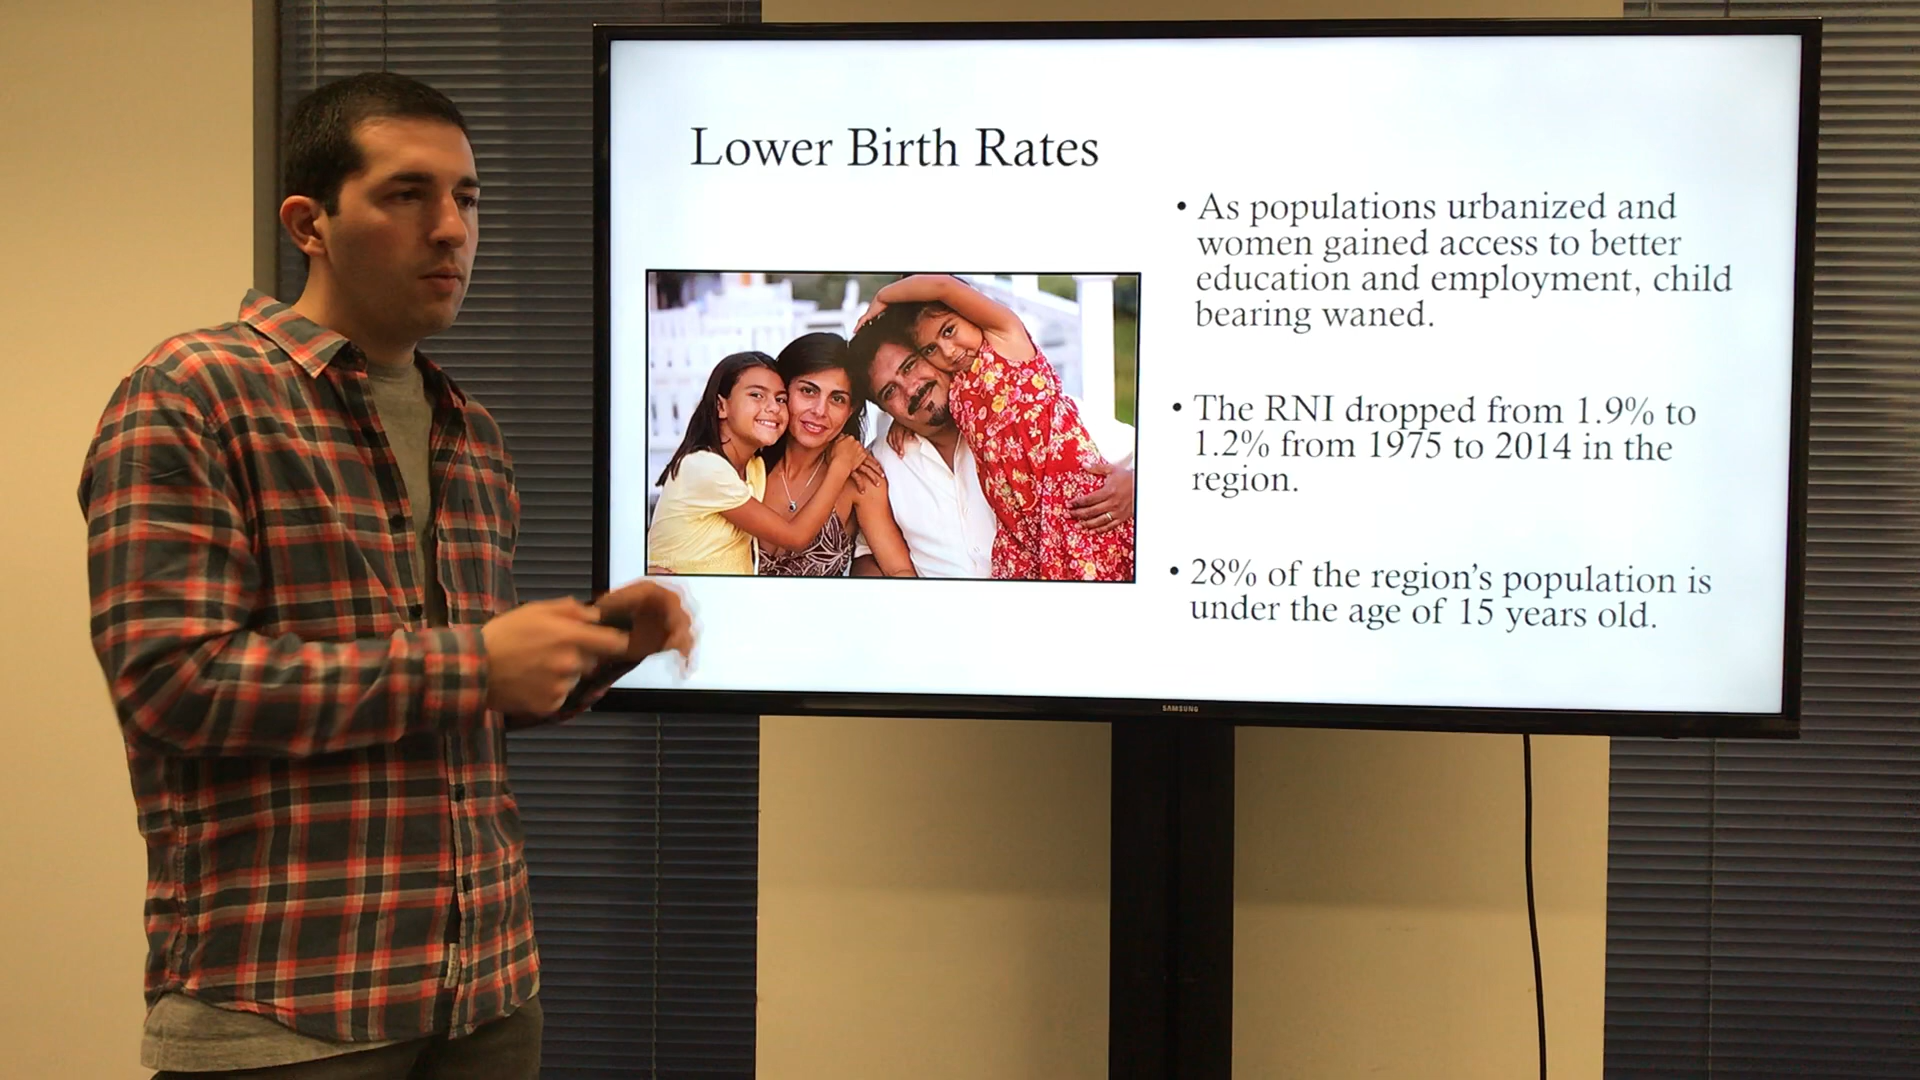 Lower Birth Rates
• As populations urbanized and
women gained access to better
education and employment, child
bearing waned.
• The RNI dropped from 1.9% to
1.2% from 1975 to 2014 in the
region.
• 28% of the region's population is
under the age of 15 years old.
SAMSUNG